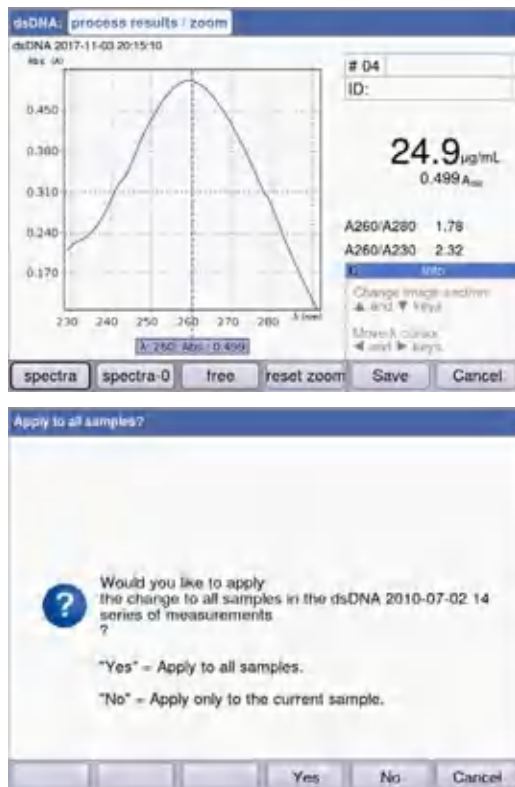 dsDNA: process results / zoom
dsDNA 2017-11-03 20:15:10
Abs (A)
0.450
0.380
0.310
0.240
0.170
230 240 250 260 270 280 λ (nm)
λ: 260 Abs : 0.499
# 04
ID:
24.9 µg/mL
0.499 A
A260/A280 1.78
A260/A230 2.32
Info
Change image section:
▲ and ▼ keys
Move λ cursor:
◄ and ► keys
spectra spectra-0 free reset zoom Save Cancel
Apply to all samples?
?
Would you like to apply
the change to all samples in the dsDNA 2010-07-02 14
series of measurements
?
"Yes" = Apply to all samples.
"No" = Apply only to the current sample.
Yes No Cancel